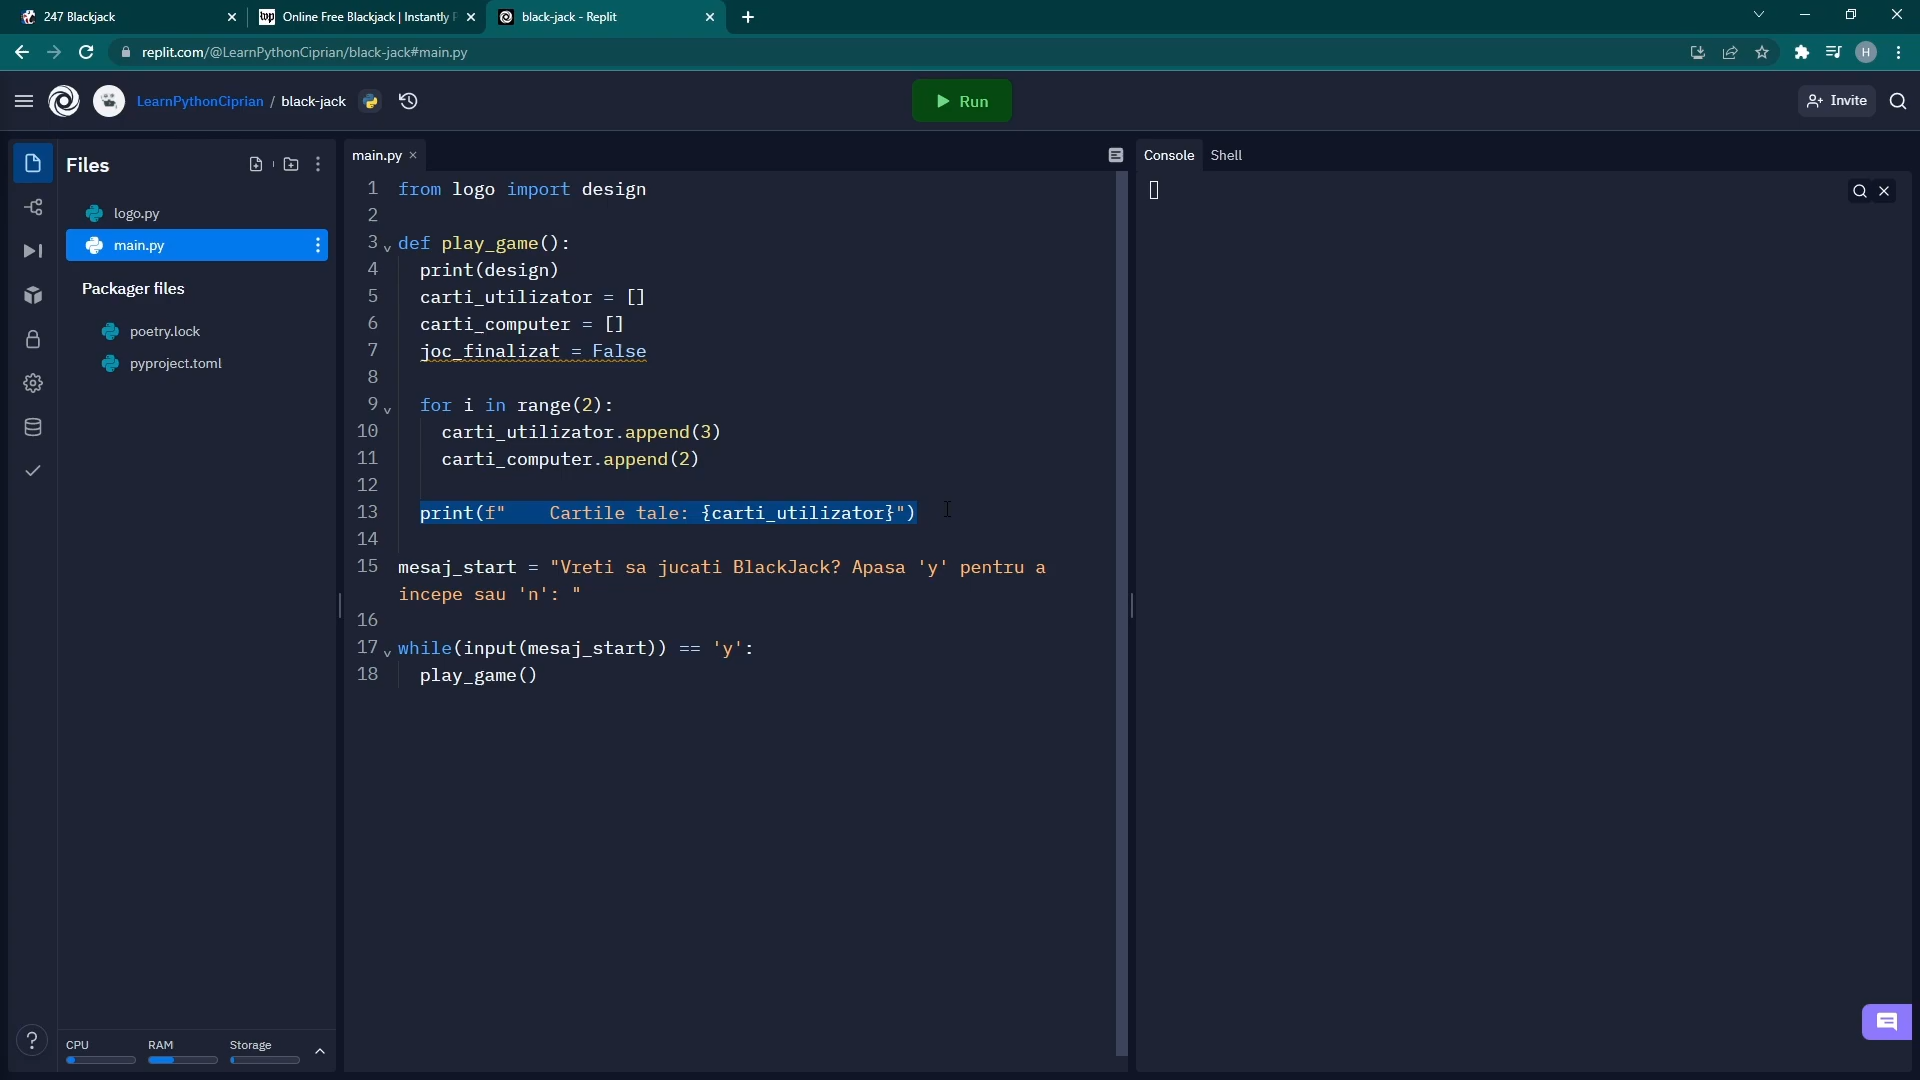 247 Blackjack
Online Free Blackjack | Instantly P
black-jack - Replit
replit.com/@LearnPythonCiprian/black-jack#main.py
H
LearnPythonCiprian / black-jack
Run
Invite
Files
logo.py
main.py
Packager files
poetry.lock
pyproject.toml
CPU
RAM
Storage
main.py
1 from logo import design
2
3 def play_game():
4 print(design)
5 carti_utilizator = []
6 carti_computer = []
7 joc_finalizat = False
8
9 for i in range(2):
10 carti_utilizator.append(3)
11 carti_computer.append(2)
12
13 print(f"    Cartile tale: {carti_utilizator}")
14
15 mesaj_start = "Vreti sa jucati BlackJack? Apasa 'y' pentru a
incepe sau 'n': "
16
17 while(input(mesaj_start)) == 'y':
18 play_game()
Console
Shell